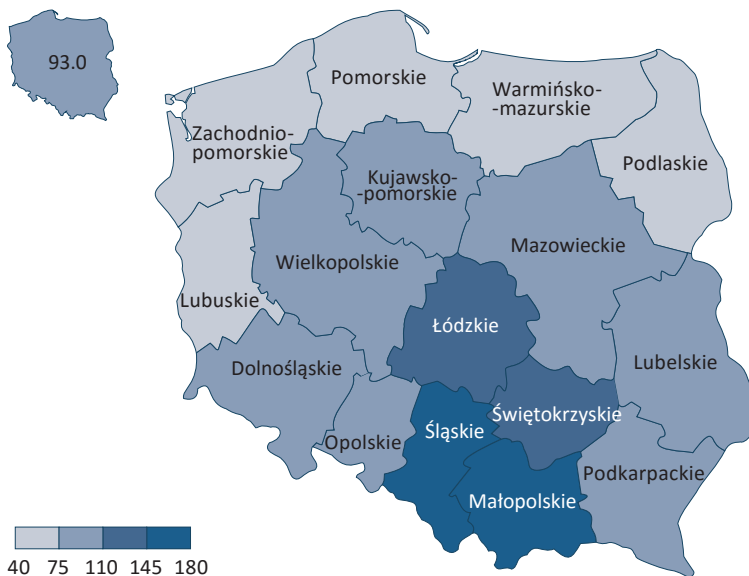 93.0
Pomorskie
Warmińsko-
-mazurskie
Zachodnio-
pomorskie
Podlaskie
Kujawsko-
-pomorskie
Mazowieckie
Wielkopolskie
Lubuskie
Łódzkie
Lubelskie
Dolnośląskie
Świętokrzyskie
Śląskie
Opolskie
Podkarpackie
Małopolskie
40 75 110 145 180